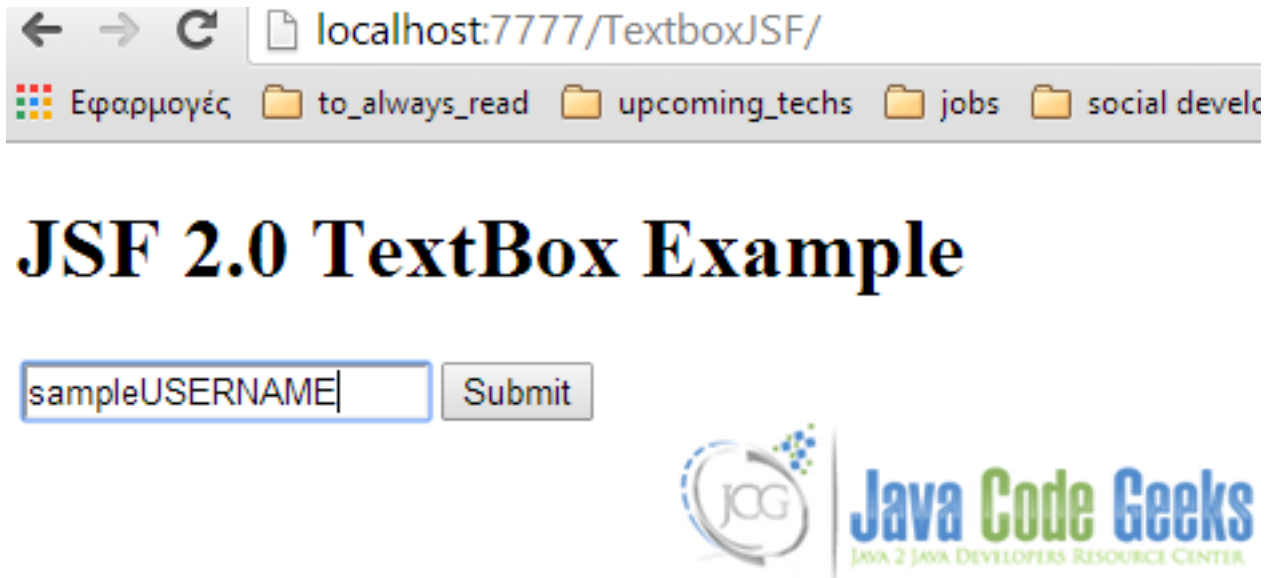 localhost:7777/TextboxJSF/
Εφαρμογές to_always_read upcoming_techs jobs social develo
JSF 2.0 TextBox Example
sampleUSERNAME Submit
JCG
Java Code Geeks
JAVA 2 JAVA DEVELOPERS RESOURCE CENTER